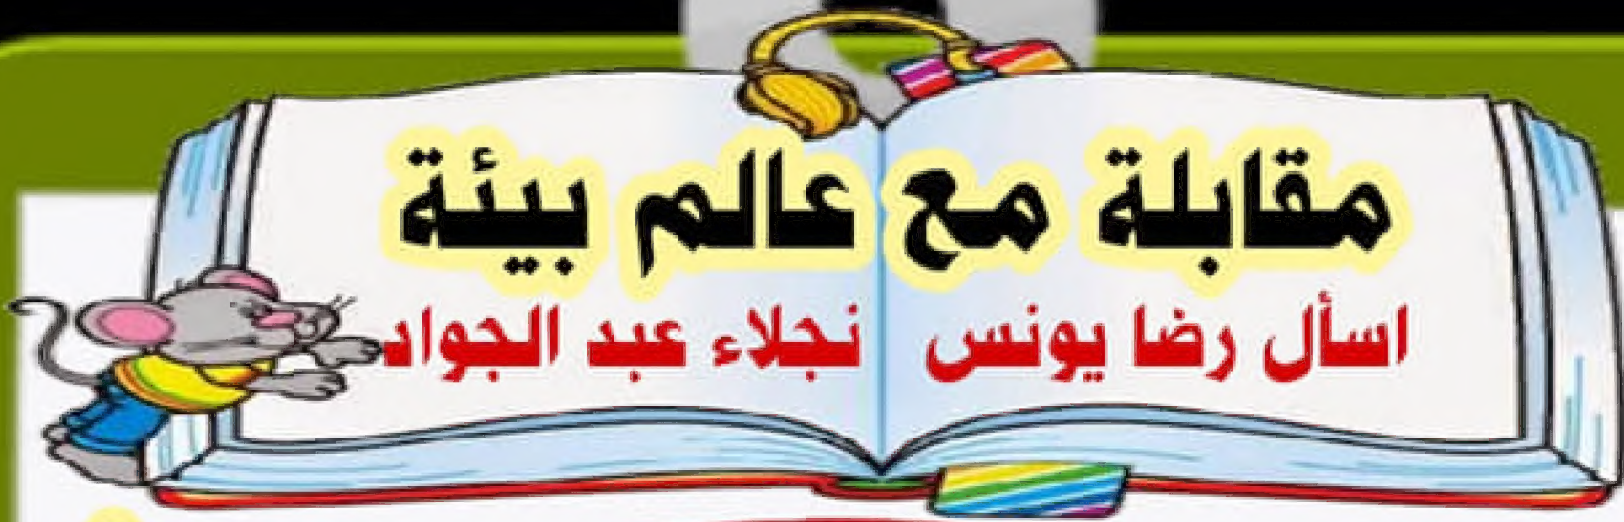 مقابلة مع عالم بيئة
اسأل رضا يونس   نجلاء عبد الجواد